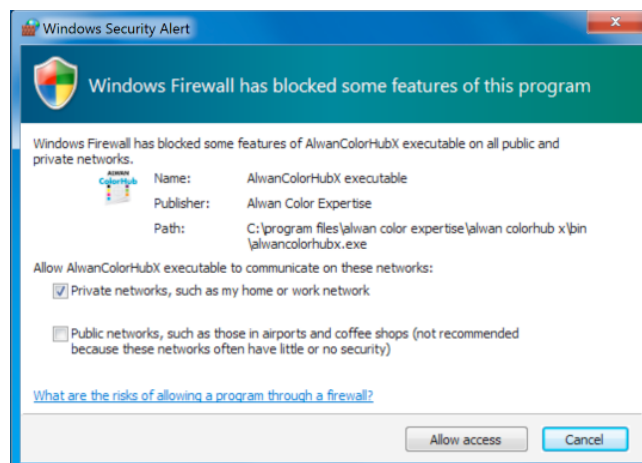 Windows Security Alert
Windows Firewall has blocked some features of this program
Windows Firewall has blocked some features of AlwanColorHubX executable on all public and
private networks.
ALWAN
ColorHub
Name: AlwanColorHubX executable
Publisher: Alwan Color Expertise
Path: C:\program files\alwan color expertise\alwan colorhub x\bin
\alwancolorhubx.exe
Allow AlwanColorHubX executable to communicate on these networks:
Private networks, such as my home or work network
Public networks, such as those in airports and coffee shops (not recommended
because these networks often have little or no security)
What are the risks of allowing a program through a firewall?
Allow access Cancel